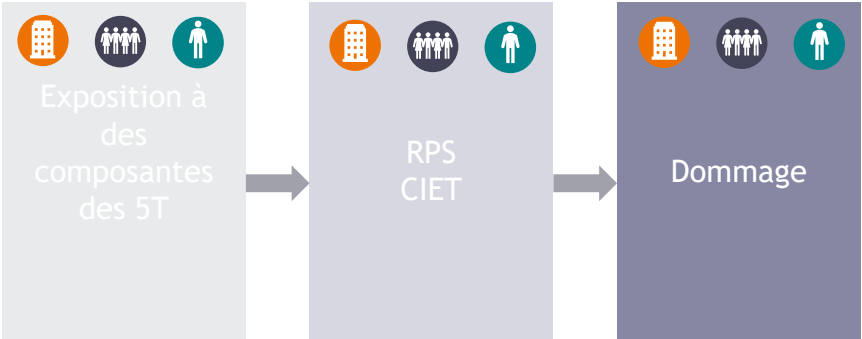 Exposition à
des
composantes
des 5T
RPS
CIET
Dommage